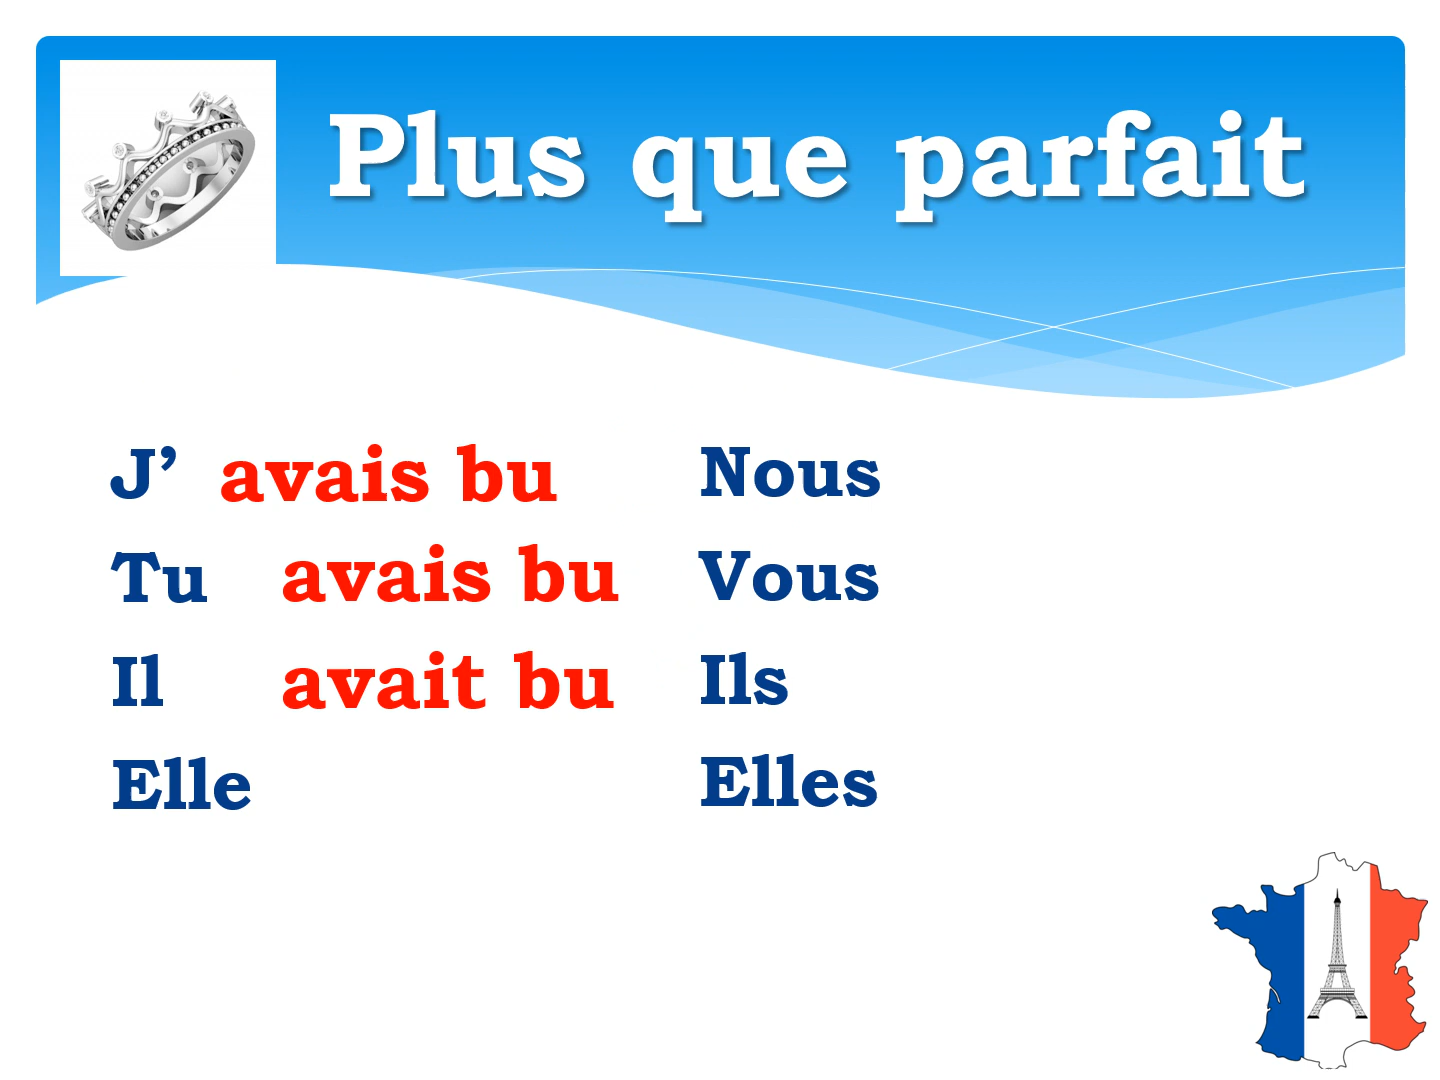 Plus que parfait
J’ avais bu
Tu avais bu
Il avait bu
Elle
Nous
Vous
Ils
Elles